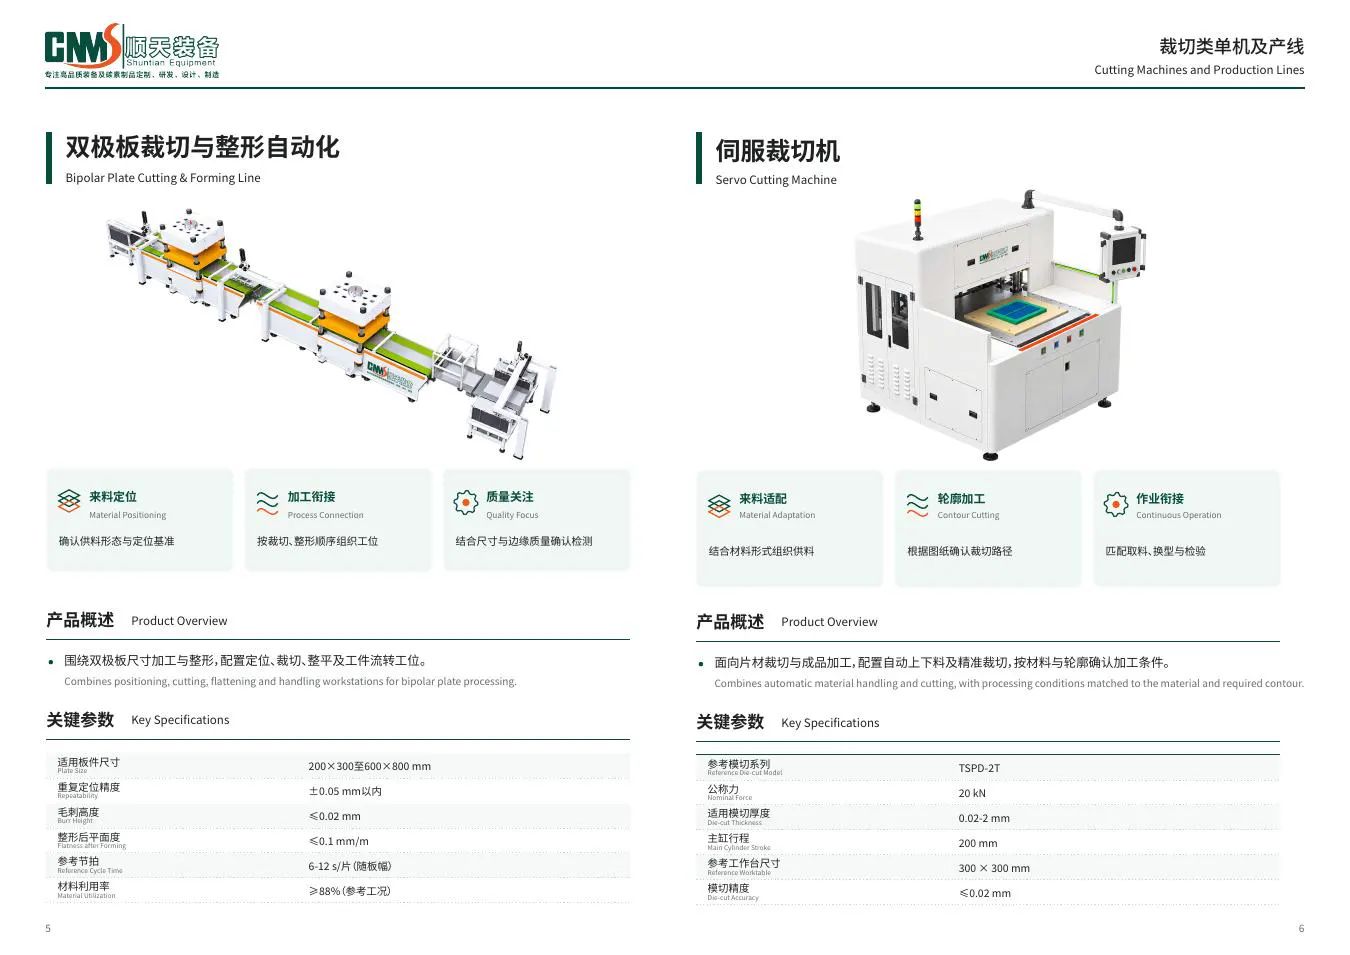 CNMS 顺天装备
Shuntian Equipment
专注高品质装备及碳素制品定制、研发、设计、制造
裁切类单机及产线
Cutting Machines and Production Lines
双极板裁切与整形自动化
Bipolar Plate Cutting & Forming Line
CNMS
来料定位
Material Positioning
确认供料形态与定位基准
加工衔接
Process Connection
按裁切、整形顺序组织工位
质量关注
Quality Focus
结合尺寸与边缘质量确认检测
产品概述 Product Overview
围绕双极板尺寸加工与整形，配置定位、裁切、整平及工件流转工位。
Combines positioning, cutting, flattening and handling workstations for bipolar plate processing.
关键参数 Key Specifications
适用板件尺寸 200×300至600×800 mm
Plate Size
重复定位精度 ±0.05 mm以内
Repeatability
毛刺高度 ≤0.02 mm
Burr Height
整形后平面度 ≤0.1 mm/m
Flatness after Forming
参考节拍 6-12 s/片（随板幅）
Reference Cycle Time
材料利用率 ≥88%（参考工况）
Material Utilization
5
伺服裁切机
Servo Cutting Machine
CNMS
来料适配
Material Adaptation
结合材料形式组织供料
轮廓加工
Contour Cutting
根据图纸确认裁切路径
作业衔接
Continuous Operation
匹配取料、换型与检验
产品概述 Product Overview
面向片材裁切与成品加工，配置自动上下料及精准裁切，按材料与轮廓确认加工条件。
Combines automatic material handling and cutting, with processing conditions matched to the material and required contour.
关键参数 Key Specifications
参考模切系列 TSPD-2T
Reference Die-cut Model
公称力 20 kN
Nominal Force
适用模切厚度 0.02-2 mm
Die-cut Thickness
主缸行程 200 mm
Main Cylinder Stroke
参考工作台尺寸 300 × 300 mm
Reference Worktable
模切精度 ≤0.02 mm
Die-cut Accuracy
6